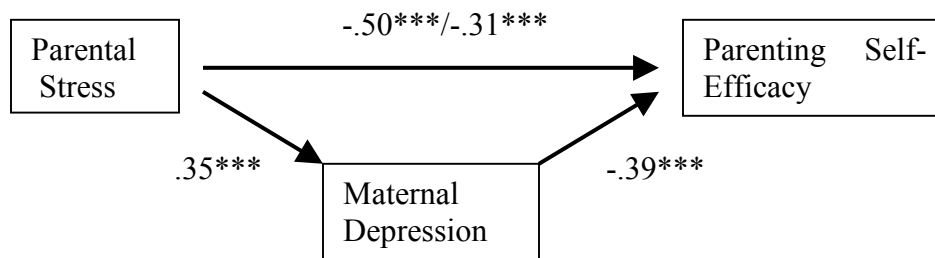 -.50***/-.31***
Parental
Stress
Parenting Self-
Efficacy
.35***
-.39***
Maternal
Depression